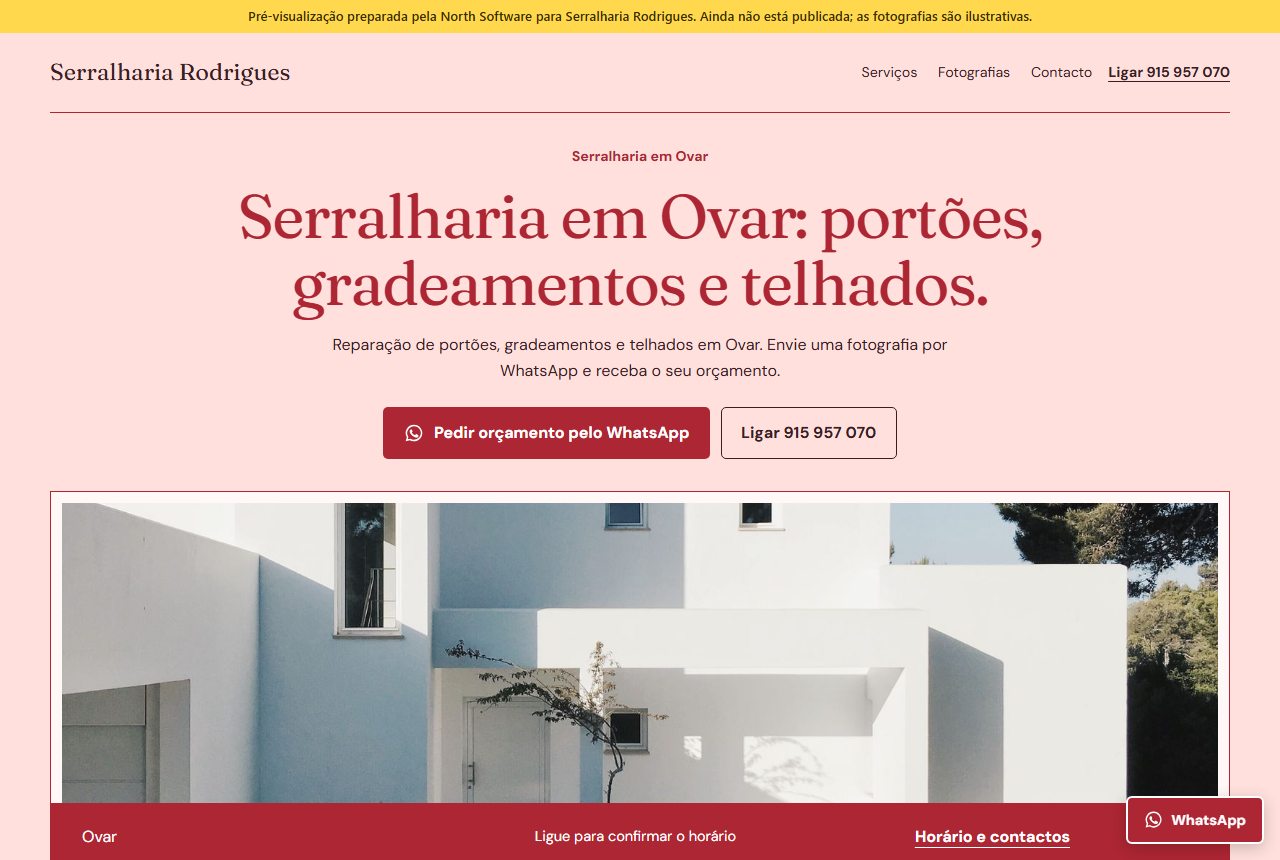 Pré-visualização preparada pela North Software para Serralharia Rodrigues. Ainda não está publicada; as fotografias são ilustrativas.
Serralharia Rodrigues
Serviços
Fotografias
Contacto
Ligar 915 957 070
Serralharia em Ovar
Serralharia em Ovar: portões,
gradeamentos e telhados.
Reparação de portões, gradeamentos e telhados em Ovar. Envie uma fotografia por
WhatsApp e receba o seu orçamento.
Pedir orçamento pelo WhatsApp
Ligar 915 957 070
Ovar
Ligue para confirmar o horário
Horário e contactos
WhatsApp